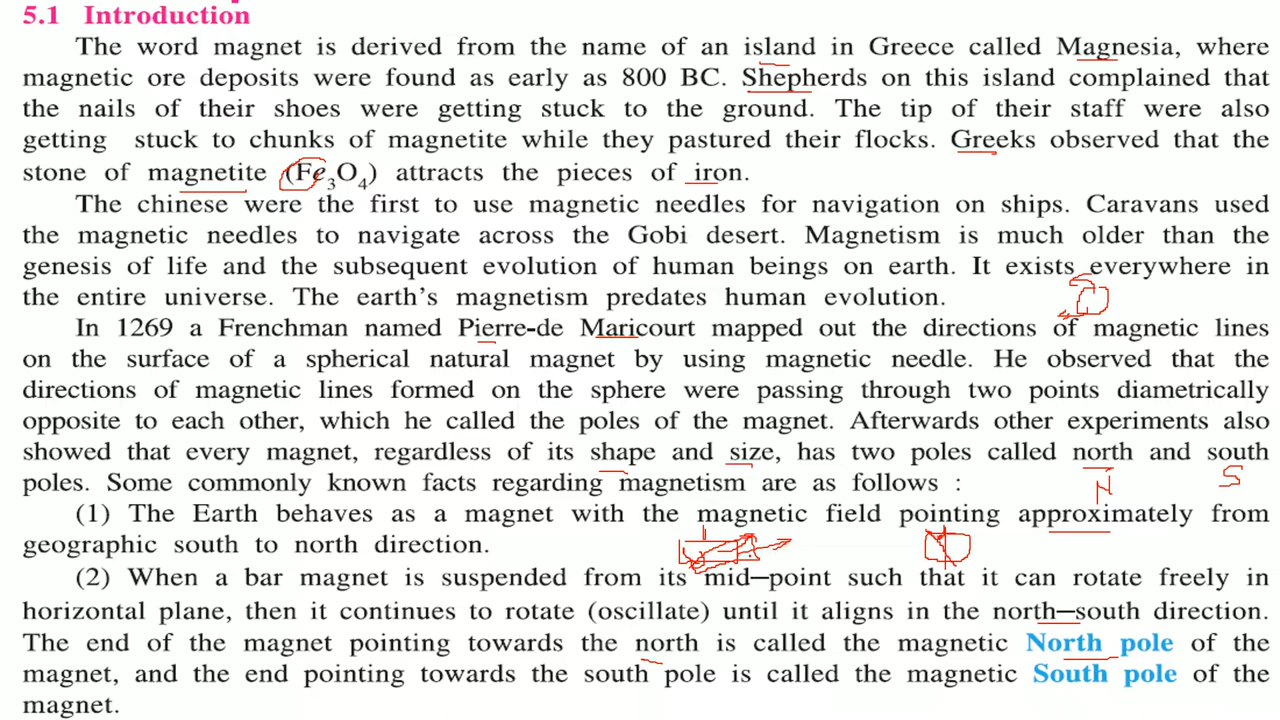 5.1 Introduction
The word magnet is derived from the name of an island in Greece called Magnesia, where
magnetic ore deposits were found as early as 800 BC. Shepherds on this island complained that
the nails of their shoes were getting stuck to the ground. The tip of their staff were also
getting stuck to chunks of magnetite while they pastured their flocks. Greeks observed that the
stone of magnetite (Fe₃O₄) attracts the pieces of iron.
The chinese were the first to use magnetic needles for navigation on ships. Caravans used
the magnetic needles to navigate across the Gobi desert. Magnetism is much older than the
genesis of life and the subsequent evolution of human beings on earth. It exists everywhere in
the entire universe. The earth's magnetism predates human evolution.
In 1269 a Frenchman named Pierre-de Maricourt mapped out the directions of magnetic lines
on the surface of a spherical natural magnet by using magnetic needle. He observed that the
directions of magnetic lines formed on the sphere were passing through two points diametrically
opposite to each other, which he called the poles of the magnet. Afterwards other experiments also
showed that every magnet, regardless of its shape and size, has two poles called north and south
poles. Some commonly known facts regarding magnetism are as follows :
N S
(1) The Earth behaves as a magnet with the magnetic field pointing approximately from
geographic south to north direction.
(2) When a bar magnet is suspended from its mid–point such that it can rotate freely in
horizontal plane, then it continues to rotate (oscillate) until it aligns in the north–south direction.
The end of the magnet pointing towards the north is called the magnetic North pole of the
magnet, and the end pointing towards the south pole is called the magnetic South pole of the
magnet.